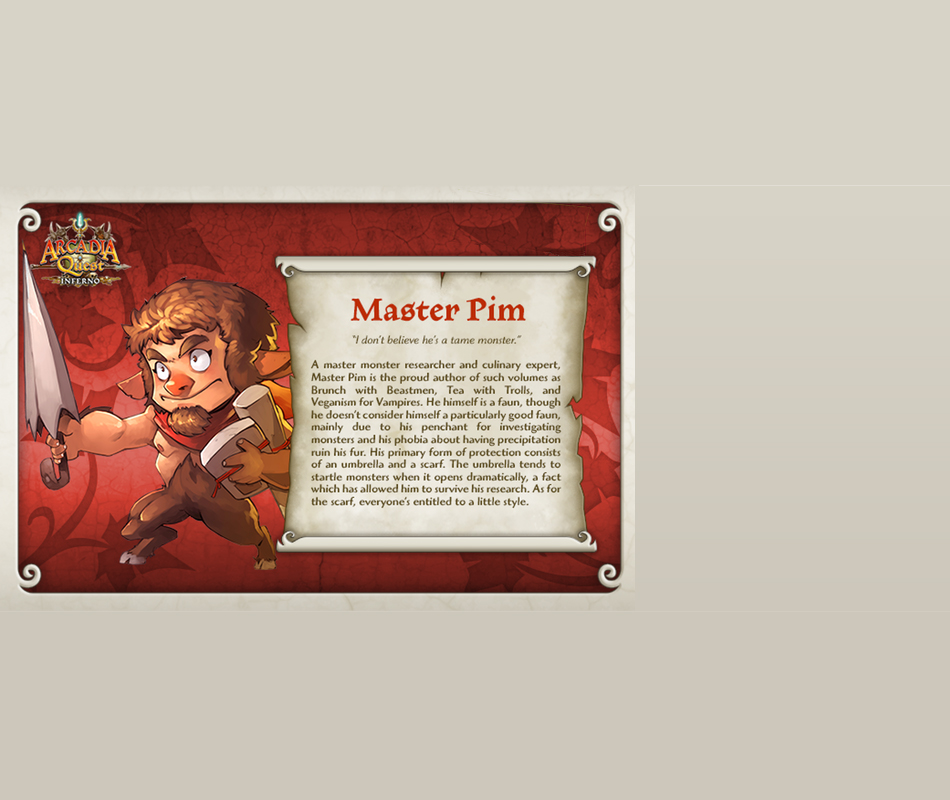 ARCADIA
Quest
INFERNO
Master Pim
"I don't believe he's a tame monster."
A master monster researcher and culinary expert,
Master Pim is the proud author of such volumes as
Brunch with Beastmen, Tea with Trolls, and
Veganism for Vampires. He himself is a faun, though
he doesn't consider himself a particularly good faun,
mainly due to his penchant for investigating
monsters and his phobia about having precipitation
ruin his fur. His primary form of protection consists
of an umbrella and a scarf. The umbrella tends to
startle monsters when it opens dramatically, a fact
which has allowed him to survive his research. As for
the scarf, everyone's entitled to a little style.